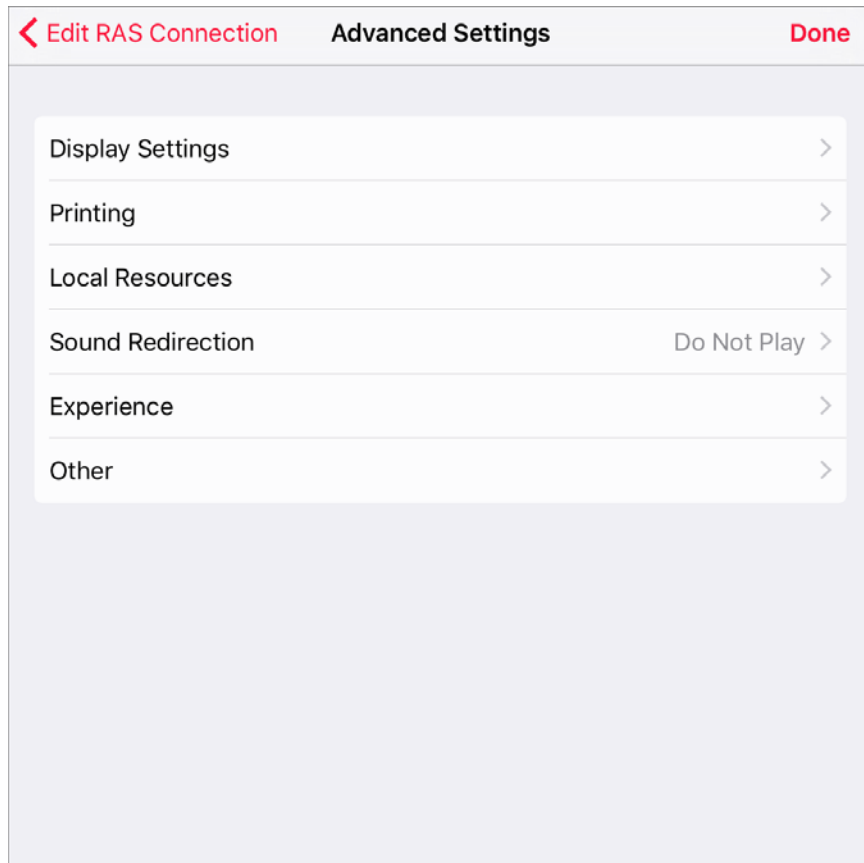 Edit RAS Connection Advanced Settings Done
Display Settings
Printing
Local Resources
Sound Redirection Do Not Play
Experience
Other